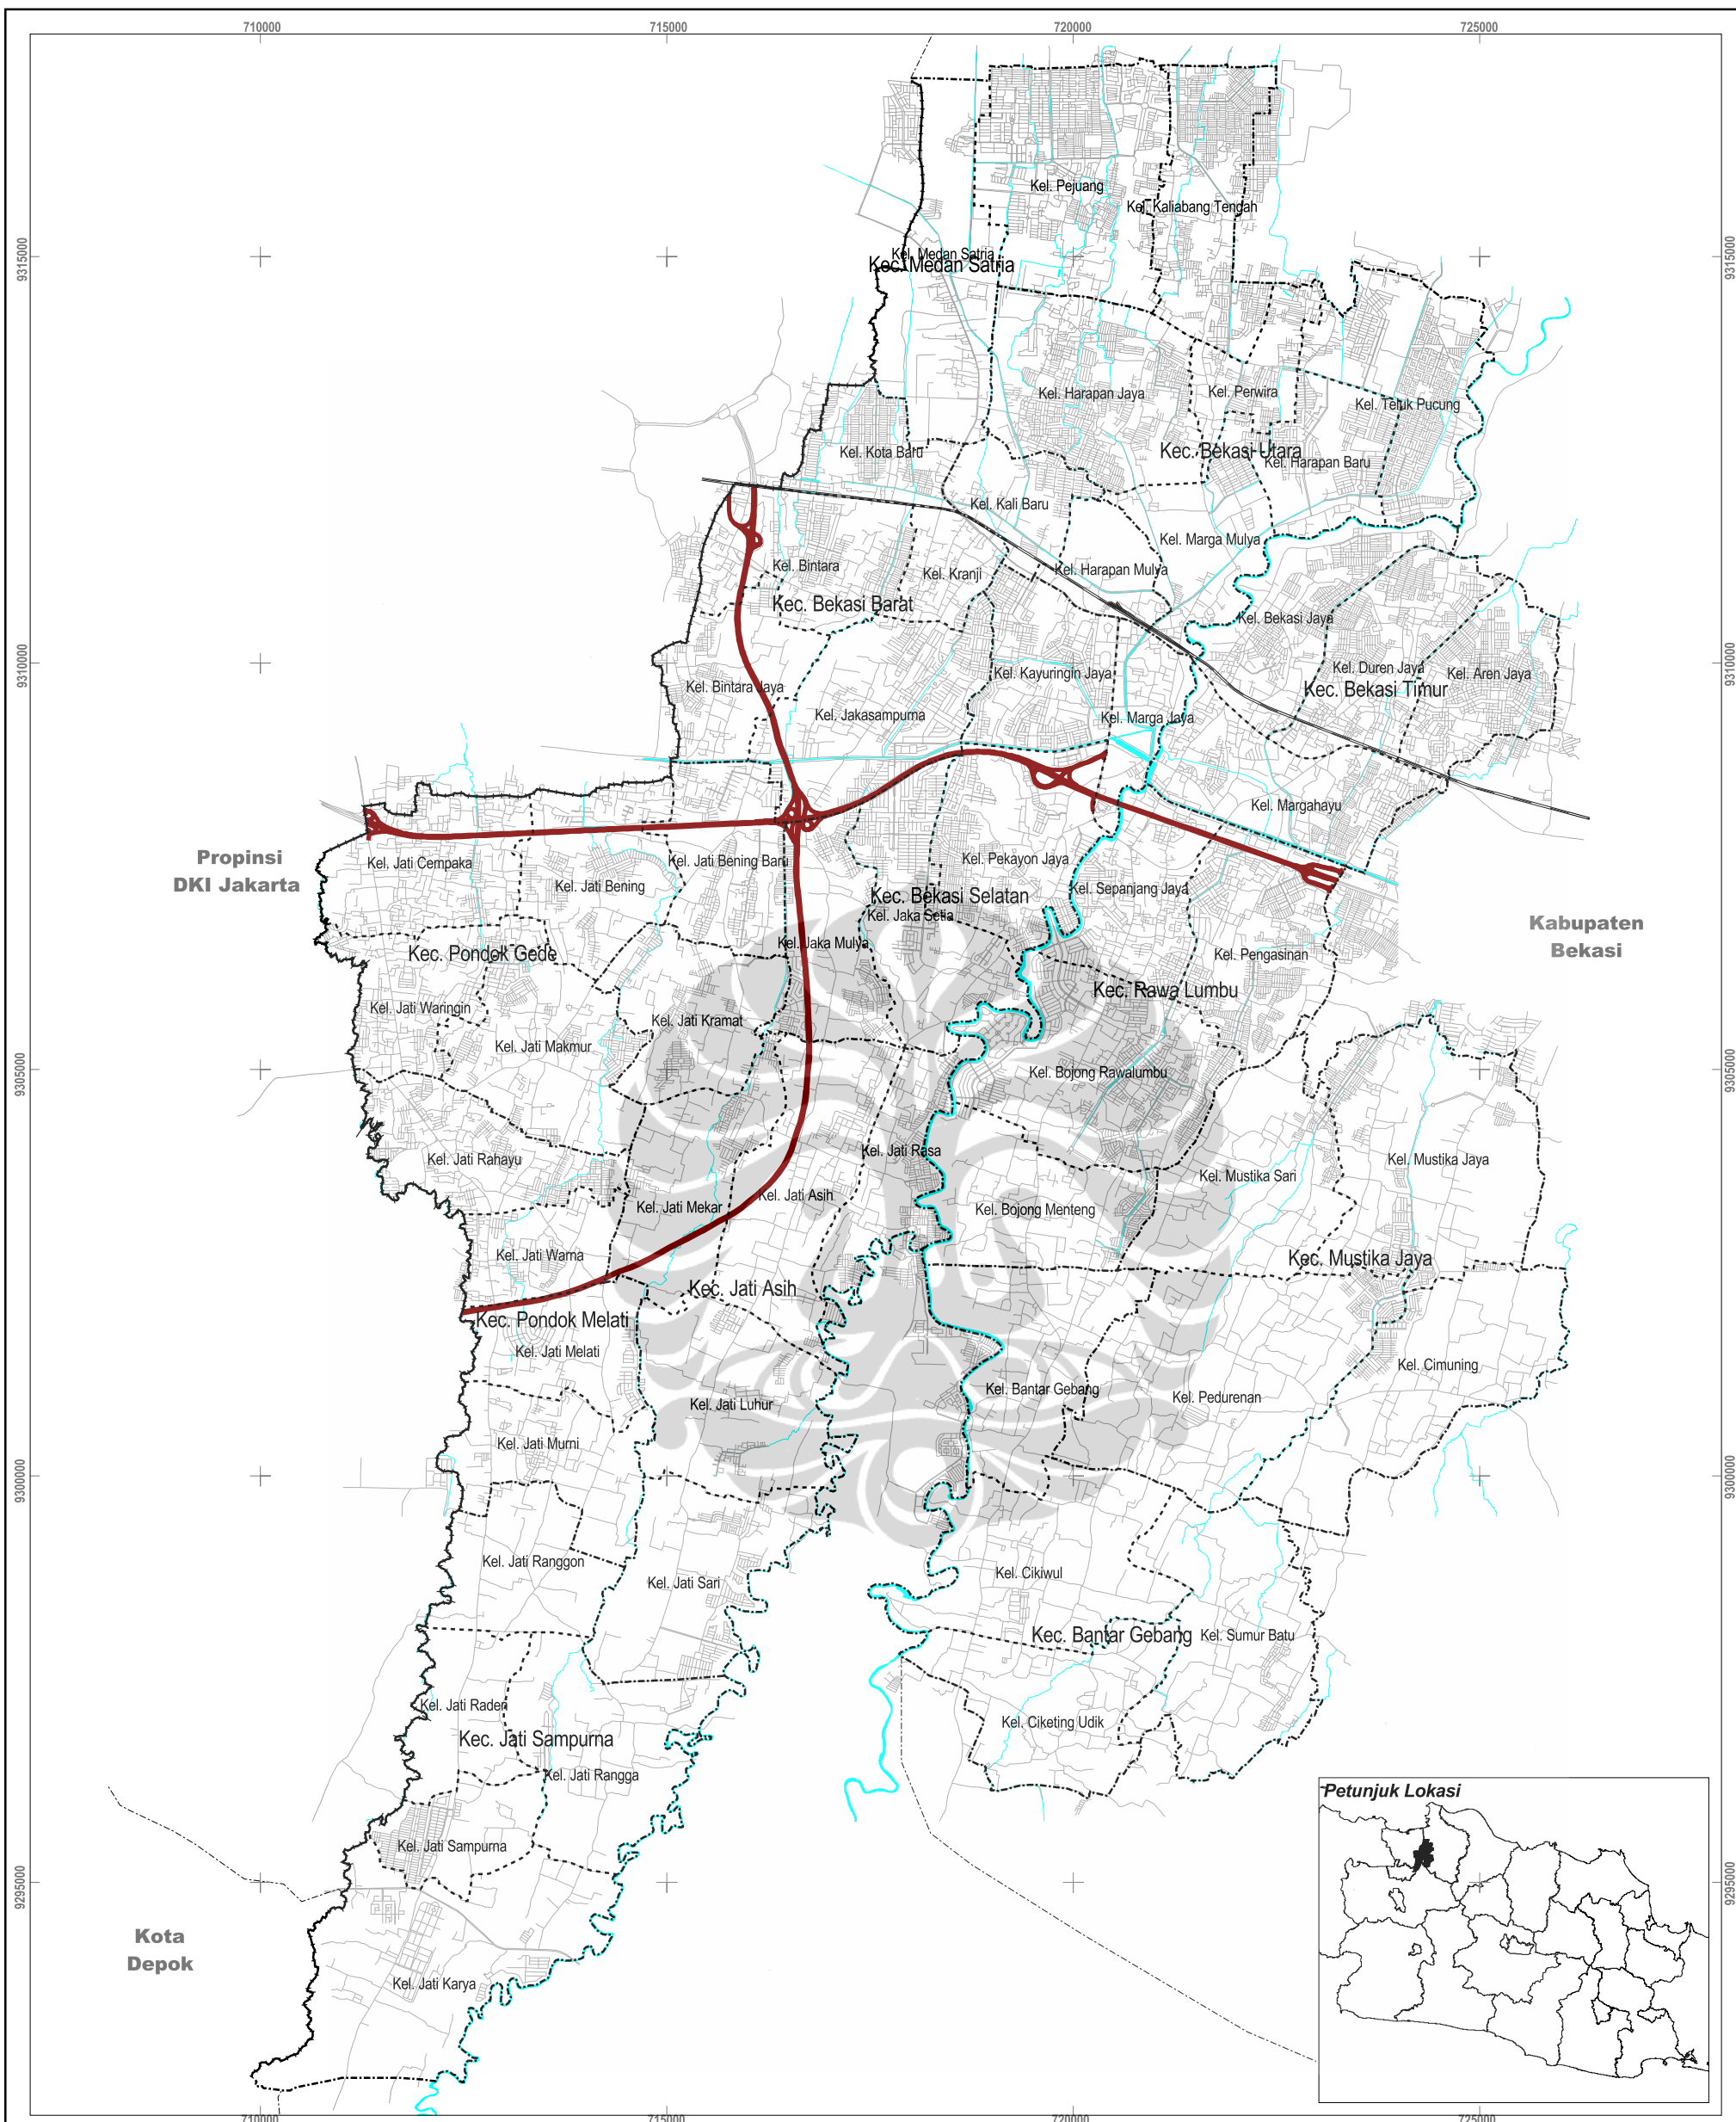 710000
715000
720000
725000
9315000
9315000
Kel. Pejuang
Kel. Kaliabang Tengah
Kel. Medan Satria
Kec. Medan Satria
Kel. Harapan Jaya
Kel. Perwira
Kel. Teluk Pucung
Kel. Kota Baru
Kec. Bekasi Utara
Kel. Harapan Baru
Kel. Kali Baru
Kel. Marga Mulya
Kel. Bintara
Kel. Kranji
Kel. Harapan Mulya
Kec. Bekasi Barat
Kel. Bekasi Jaya
9310000
9310000
Kel. Duren Jaya
Kel. Aren Jaya
Kel. Kayuringin Jaya
Kel. Bintara Jaya
Kec. Bekasi Timur
Kel. Jakasampurna
Kel. Marga Jaya
Kel. Margahayu
Propinsi
DKI Jakarta
Kel. Jati Cempaka
Kel. Jati Bening Baru
Kel. Pekayon Jaya
Kel. Jati Bening
Kel. Sepanjang Jaya
Kec. Bekasi Selatan
Kel. Jaka Setia
Kabupaten
Bekasi
Kel. Jaka Mulya
Kec. Pondok Gede
Kel. Pengasinan
Kec. Rawa Lumbu
Kel. Jati Waringin
Kel. Jati Kramat
Kel. Jati Makmur
9305000
9305000
Kel. Bojong Rawalumbu
Kel. Jati Rasa
Kel. Jati Rahayu
Kel. Mustika Jaya
Kel. Mustika Sari
Kel. Jati Asih
Kel. Jati Mekar
Kel. Bojong Menteng
Kel. Jati Warna
Kec. Mustika Jaya
Kec. Jati Asih
Kec. Pondok Melati
Kel. Jati Melati
Kel. Cimuning
Kel. Bantar Gebang
Kel. Pedurenan
Kel. Jati Luhur
Kel. Jati Murni
9300000
9300000
Kel. Jati Ranggon
Kel. Cikiwul
Kel. Jati Sari
Kec. Bantar Gebang
Kel. Sumur Batu
Kel. Jati Raden
Kel. Ciketing Udik
Kec. Jati Sampurna
Kel. Jati Rangga
Petunjuk Lokasi
Kel. Jati Sampurna
9295000
9295000
Kota
Depok
Kel. Jati Karya
710000
715000
720000
725000